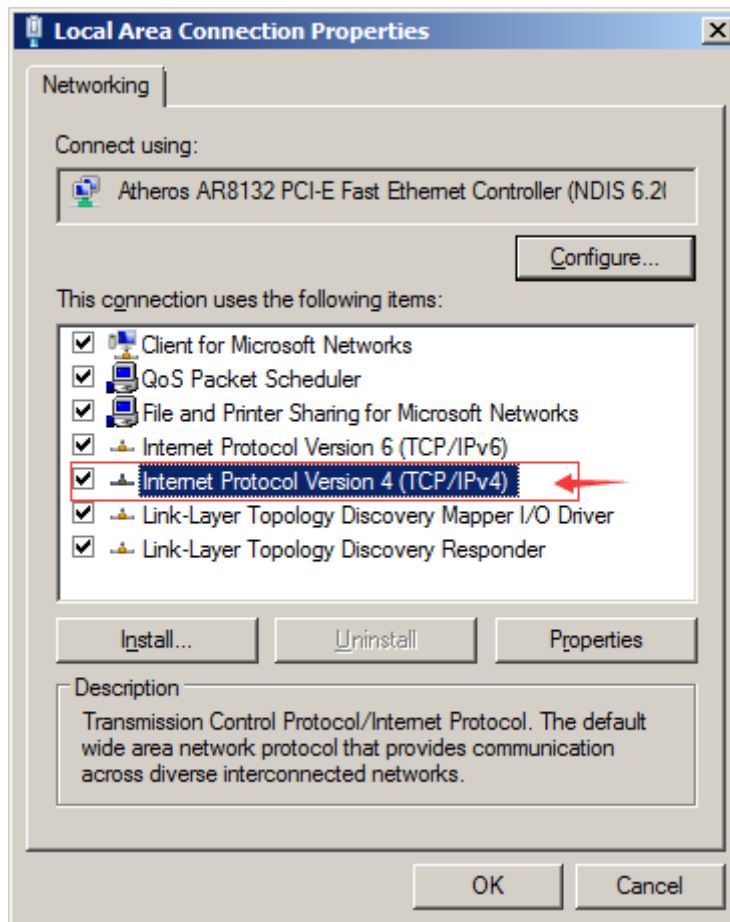 Local Area Connection Properties
Networking
Connect using:
Atheros AR8132 PCI-E Fast Ethernet Controller (NDIS 6.2(
Configure...
This connection uses the following items:
Client for Microsoft Networks
QoS Packet Scheduler
File and Printer Sharing for Microsoft Networks
Internet Protocol Version 6 (TCP/IPv6)
Internet Protocol Version 4 (TCP/IPv4)
Link-Layer Topology Discovery Mapper I/O Driver
Link-Layer Topology Discovery Responder
Install...
Uninstall
Properties
Description
Transmission Control Protocol/Internet Protocol. The default
wide area network protocol that provides communication
across diverse interconnected networks.
OK
Cancel